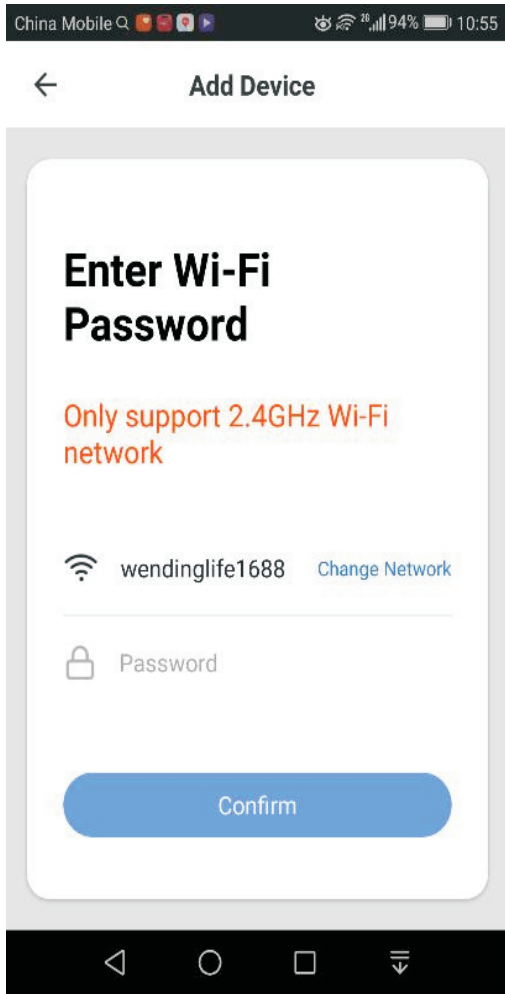 China Mobile 94% 10:55
Add Device
Enter Wi-Fi
Password
Only support 2.4GHz Wi-Fi
network
wendinglife1688 Change Network
Password
Confirm